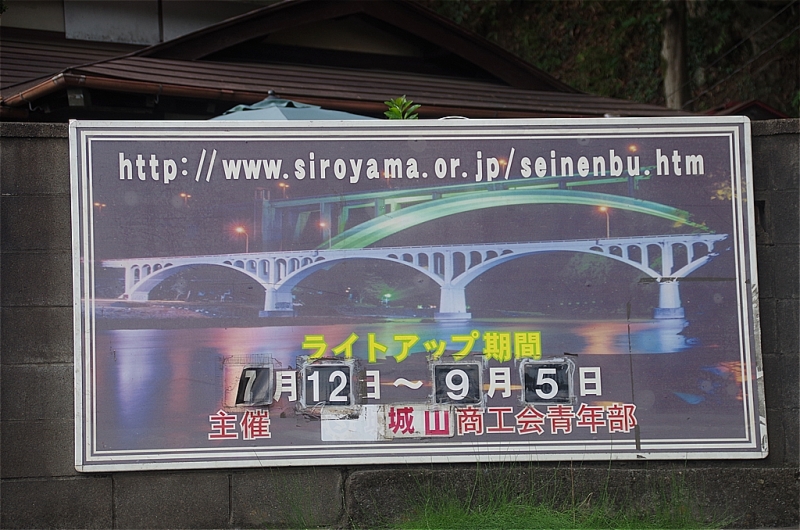 http://www.siroyama.or.jp/seinenbu.htm
ライトアップ期間
7月12日～9月5日
主催 城山商工会青年部